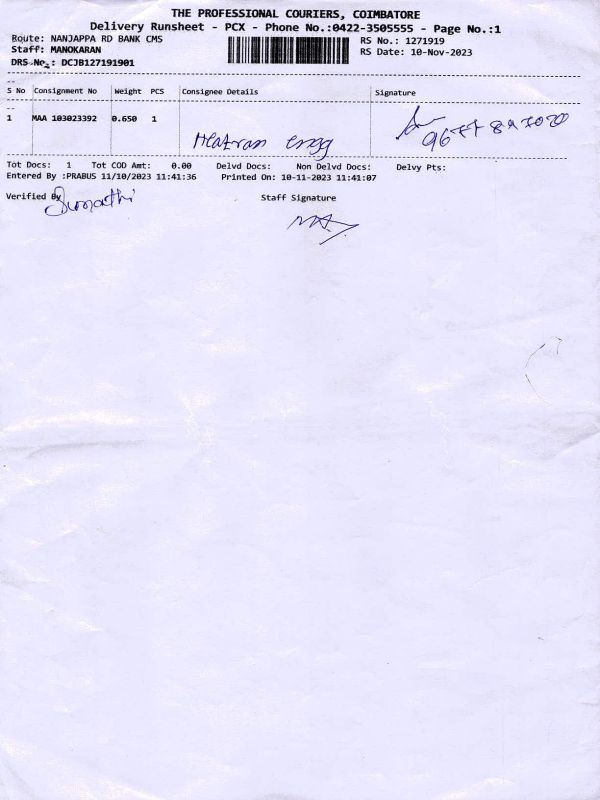 THE PROFESSIONAL COURIERS, COIMBATORE
Delivery Runsheet - PCX - Phone No.:0422-3505555 - Page No.:1
Route: NANJAPPA RD BANK CMS
RS No.: 1271919
Staff: MANOKARAN
RS Date: 10-Nov-2023
DRS No.: DCJB127191901
S No Consignment No Weight PCS Consignee Details Signature
1 MAA 103023392 0.650 1
engg
Tot Docs: 1 Tot COD Amt: 0.00 Delvd Docs: Non Delvd Docs: Delvy Pts:
Entered By :PRABUS 11/10/2023 11:41:36 Printed On: 10-11-2023 11:41:07
Verified By Staff Signature
Sumathi